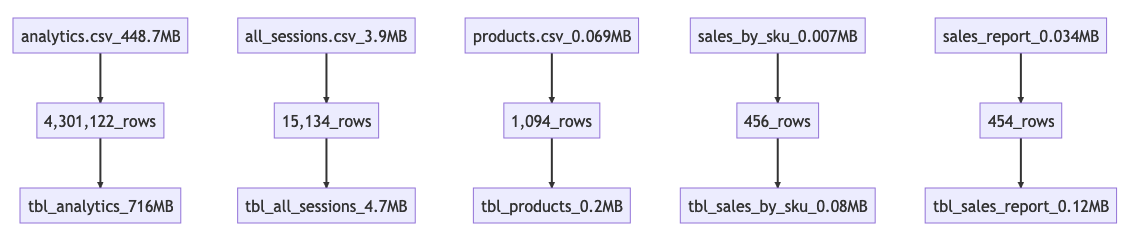 analytics.csv_448.7MB
all_sessions.csv_3.9MB
products.csv_0.069MB
sales_by_sku_0.007MB
sales_report_0.034MB
4,301,122_rows
15,134_rows
1,094_rows
456_rows
454_rows
tbl_analytics_716MB
tbl_all_sessions_4.7MB
tbl_products_0.2MB
tbl_sales_by_sku_0.08MB
tbl_sales_report_0.12MB